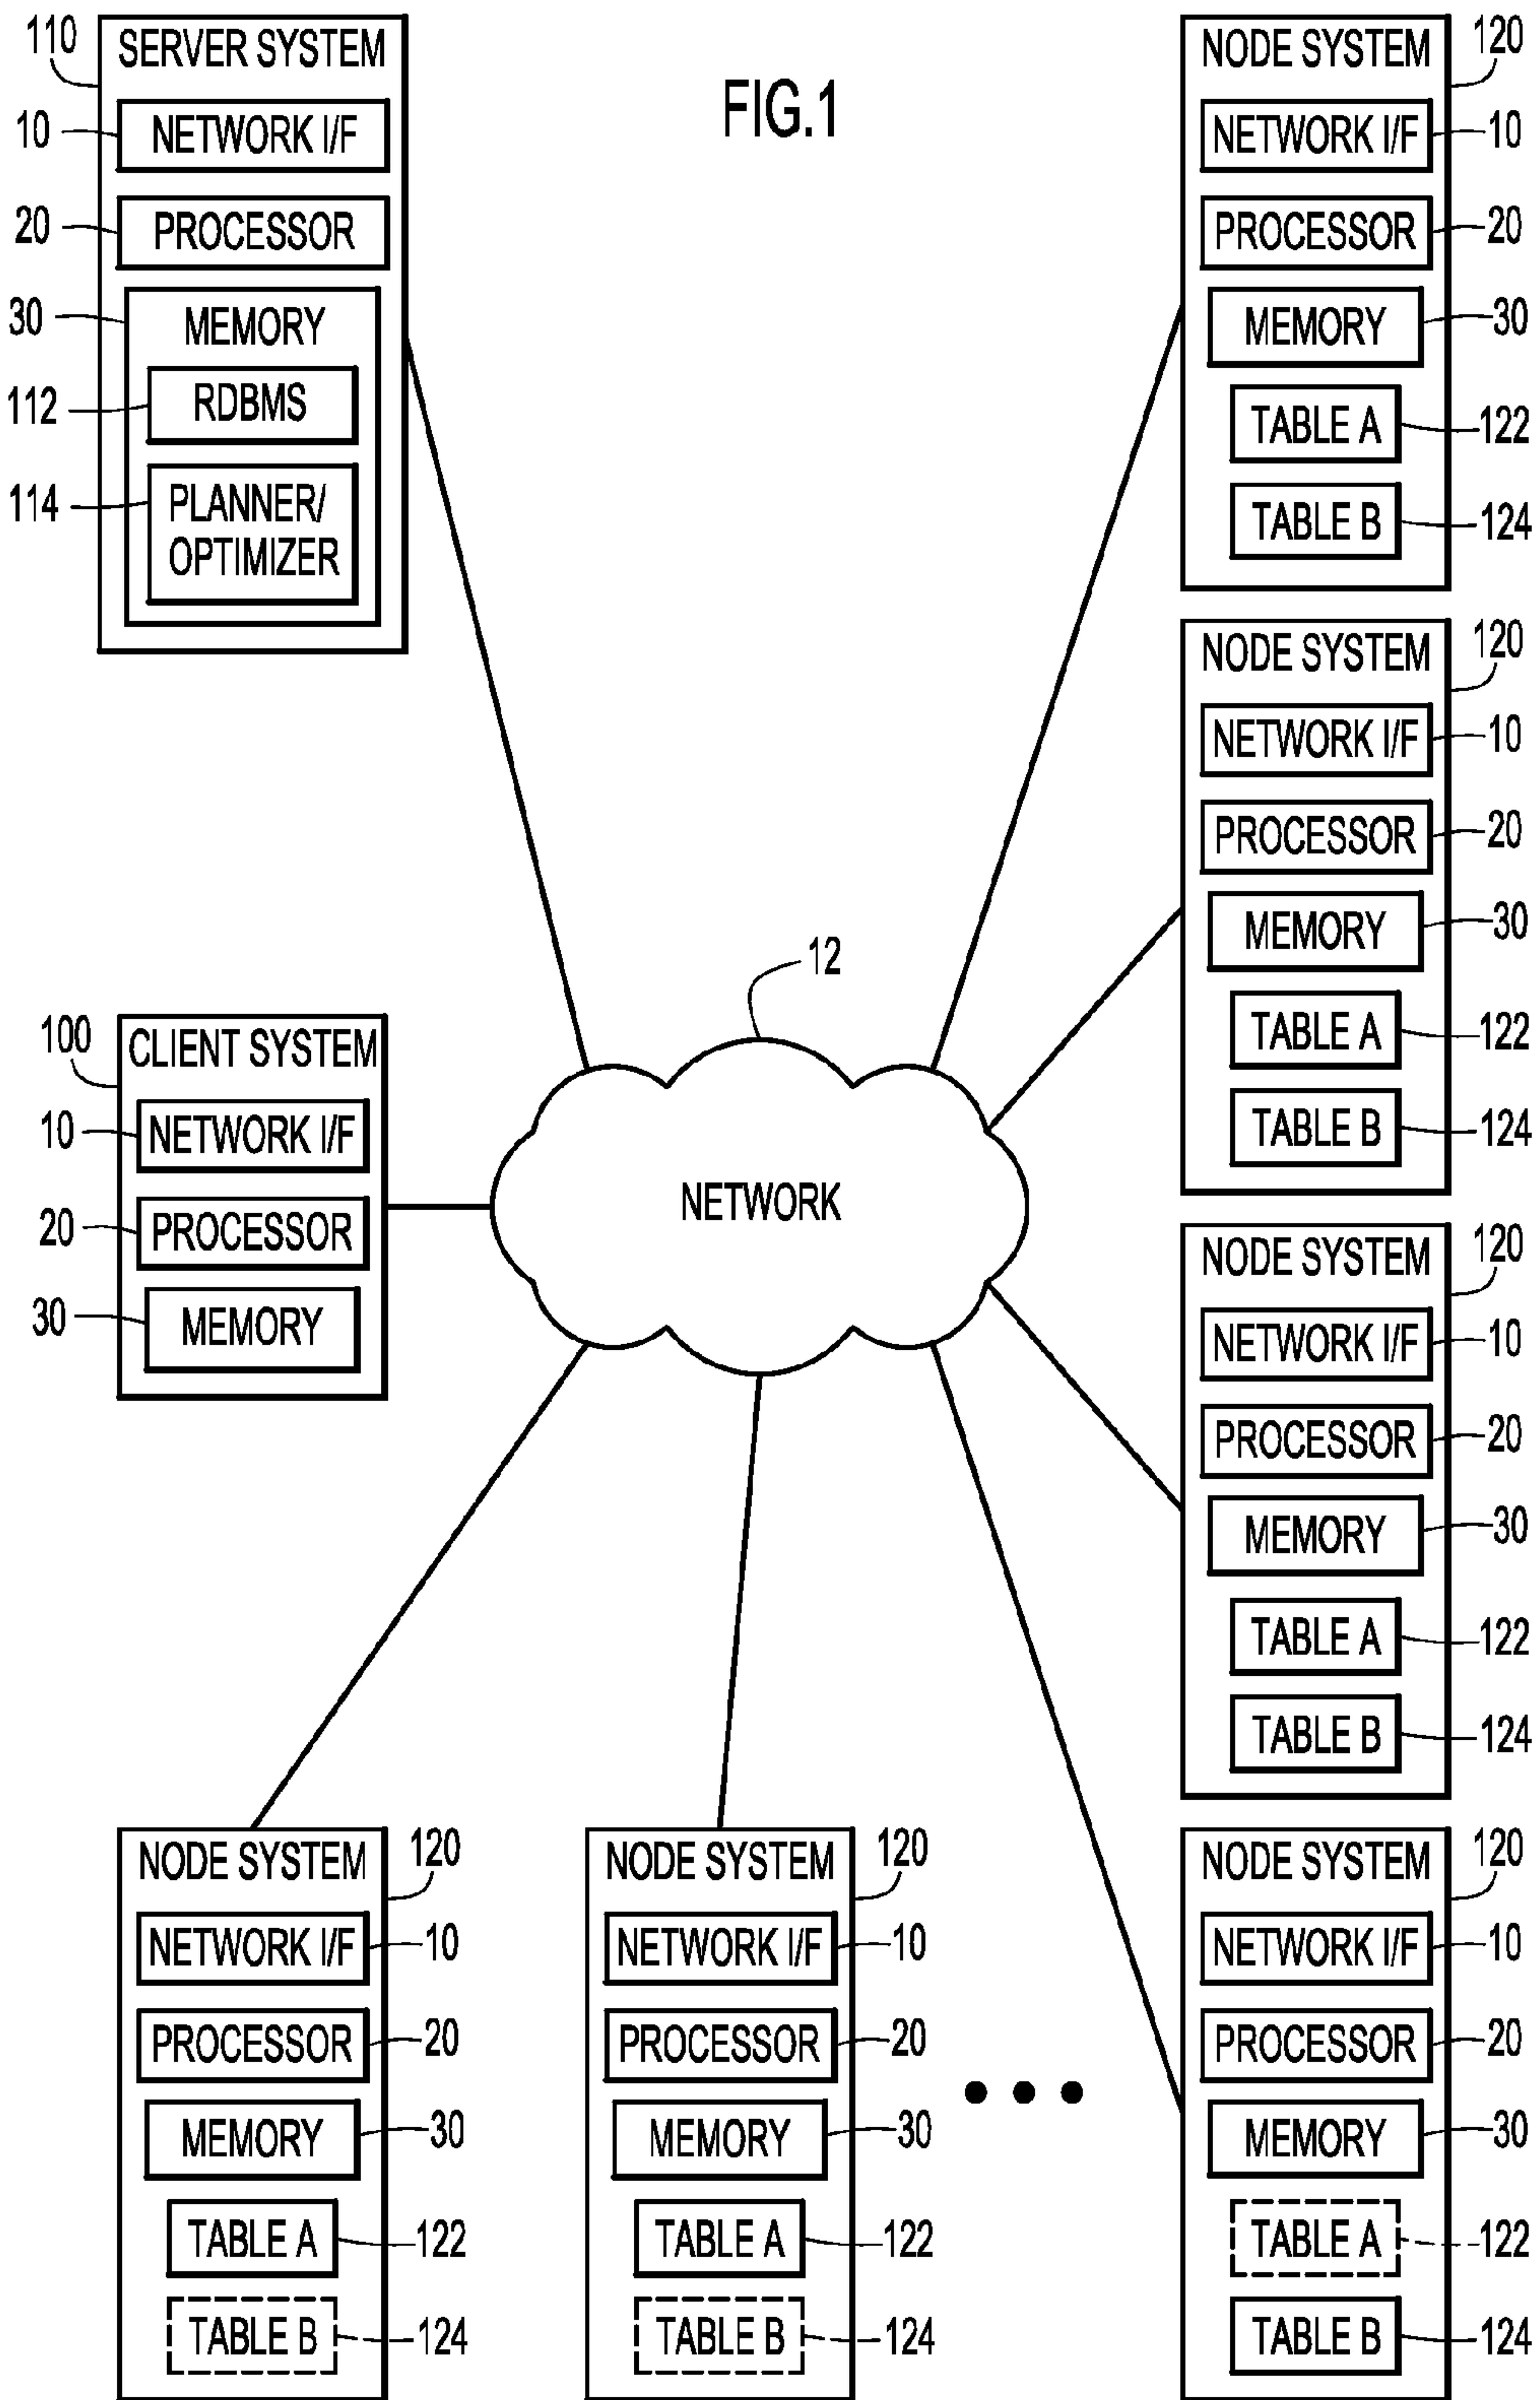 FIG.1
110
SERVER SYSTEM
10
NETWORK I/F
20
PROCESSOR
30
MEMORY
112
RDBMS
114
PLANNER/
OPTIMIZER
NODE SYSTEM
120
NETWORK I/F
10
PROCESSOR
20
MEMORY
30
TABLE A
122
TABLE B
124
NODE SYSTEM
120
NETWORK I/F
10
PROCESSOR
20
MEMORY
30
TABLE A
122
TABLE B
124
12
NETWORK
100
CLIENT SYSTEM
10
NETWORK I/F
20
PROCESSOR
30
MEMORY
NODE SYSTEM
120
NETWORK I/F
10
PROCESSOR
20
MEMORY
30
TABLE A
122
TABLE B
124
NODE SYSTEM
120
NETWORK I/F
10
PROCESSOR
20
MEMORY
30
TABLE A
122
TABLE B
124
NODE SYSTEM
120
NETWORK I/F
10
PROCESSOR
20
MEMORY
30
TABLE A
122
TABLE B
124
NODE SYSTEM
120
NETWORK I/F
10
PROCESSOR
20
MEMORY
30
TABLE A
122
TABLE B
124